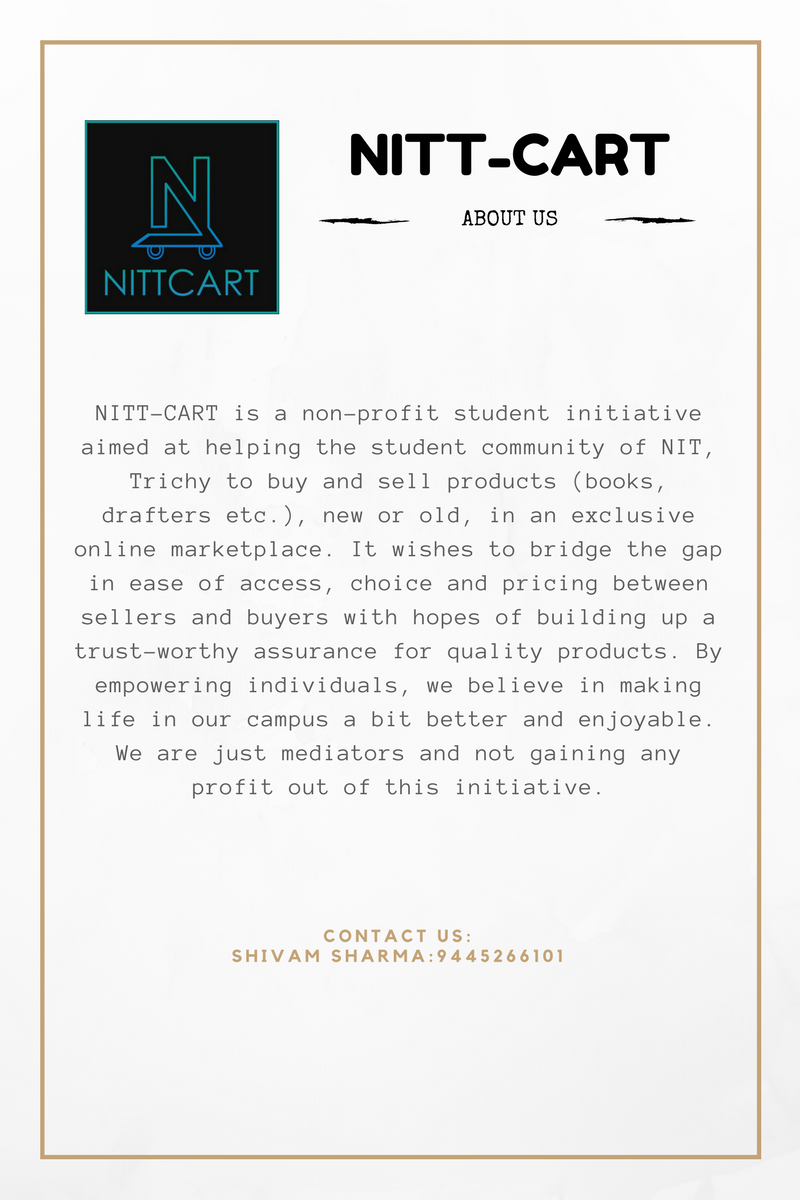 NITT-CART
ABOUT US
N
NITTCART
NITT-CART is a non-profit student initiative
aimed at helping the student community of NIT,
Trichy to buy and sell products (books,
drafters etc.), new or old, in an exclusive
online marketplace. It wishes to bridge the gap
in ease of access, choice and pricing between
sellers and buyers with hopes of building up a
trust-worthy assurance for quality products. By
empowering individuals, we believe in making
life in our campus a bit better and enjoyable.
We are just mediators and not gaining any
profit out of this initiative.
CONTACT US:
SHIVAM SHARMA:9445266101